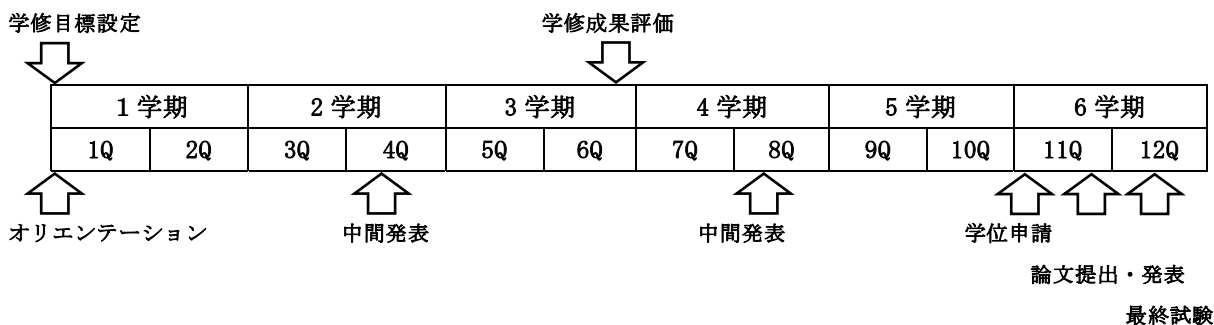 学修目標設定 学修成果評価
1学期 2学期 3学期 4学期 5学期 6学期
1Q 2Q 3Q 4Q 5Q 6Q 7Q 8Q 9Q 10Q 11Q 12Q
オリエンテーション 中間発表 中間発表 学位申請
論文提出・発表
最終試験